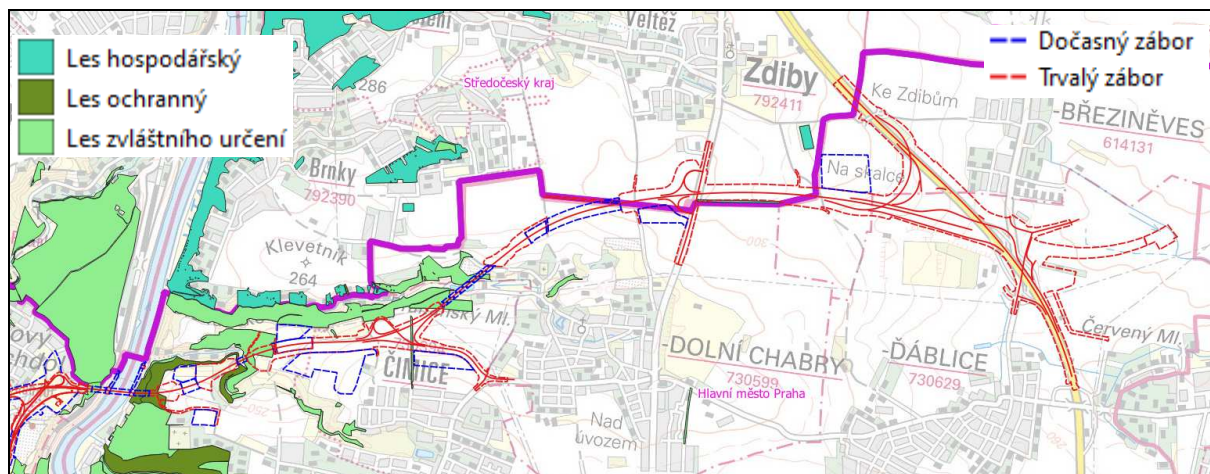 Les hospodářský
Les ochranný
Les zvláštního určení
Dočasný zábor
Trvalý zábor
286
Středočeský kraj
Zdiby
792411
Ke Zdibům
-BŘEZINĚVES
614131
Brnky
792390
Na skalce
Klevetník
264
300
Červený Ml.
ČIMICE
-DOLNÍ CHABRY
730599
-ĎÁBLICE
730629
Hlavní město Praha
Nad
úvozem
250